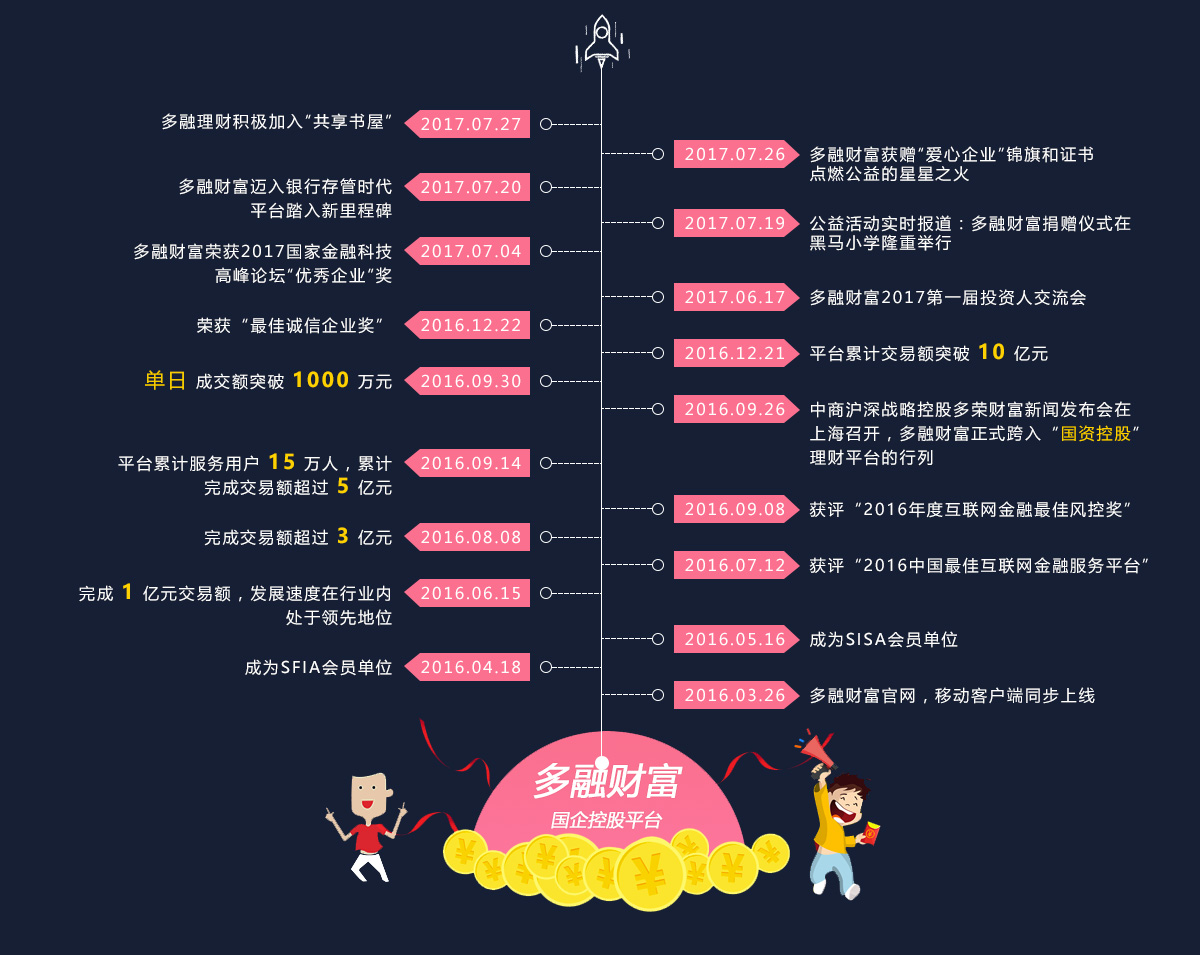 多融理财积极加入“共享书屋”
2017.07.27
2017.07.26
多融财富获赠“爱心企业”锦旗和证书
点燃公益的星星之火
多融财富迈入银行存管时代
平台踏入新里程碑
2017.07.20
2017.07.19
公益活动实时报道：多融财富捐赠仪式在
黑马小学隆重举行
多融财富荣获2017国家金融科技
高峰论坛“优秀企业”奖
2017.07.04
2017.06.17
多融财富2017第一届投资人交流会
荣获“最佳诚信企业奖”
2016.12.22
2016.12.21
平台累计交易额突破 10 亿元
单日 成交额突破 1000 万元
2016.09.30
2016.09.26
中商沪深战略控股多荣财富新闻发布会在
上海召开，多融财富正式跨入“国资控股”
理财平台的行列
平台累计服务用户 15 万人，累计
完成交易额超过 5 亿元
2016.09.14
2016.09.08
获评“2016年度互联网金融最佳风控奖”
完成交易额超过 3 亿元
2016.08.08
2016.07.12
获评“2016中国最佳互联网金融服务平台”
完成 1 亿元交易额，发展速度在行业内
处于领先地位
2016.06.15
2016.05.16
成为SISA会员单位
成为SFIA会员单位
2016.04.18
2016.03.26
多融财富官网，移动客户端同步上线
多融财富
国企控股平台